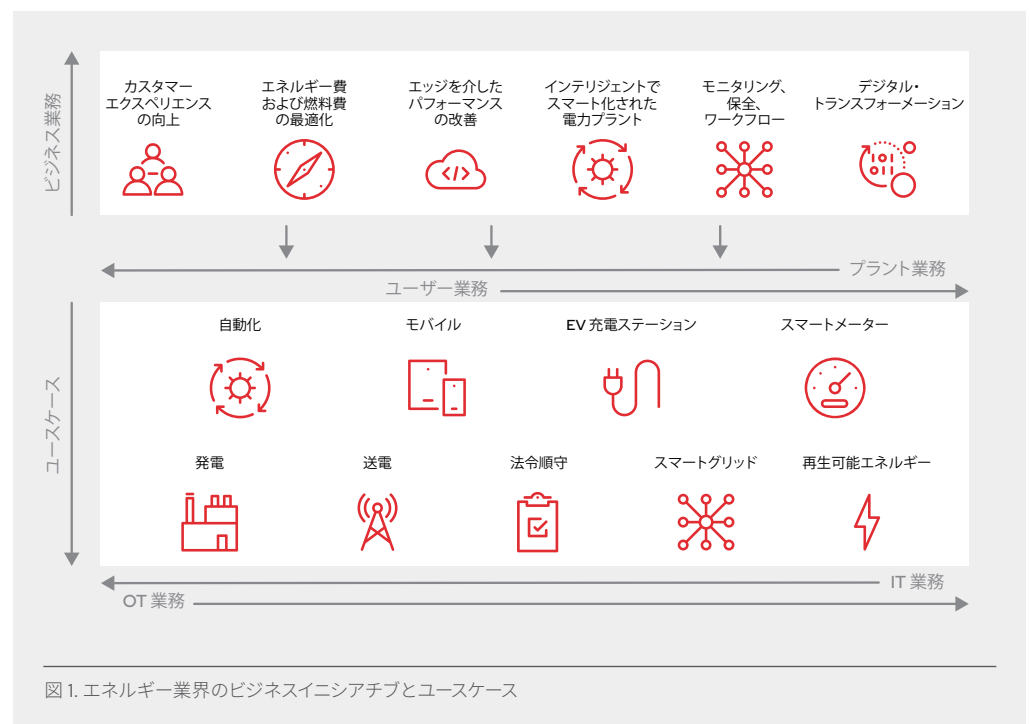 ビジネス業務
カスタマー
エクスペリエンス
の向上
エネルギー費
および燃料費
の最適化
エッジを介した
パフォーマンス
の改善
インテリジェントで
スマート化された
電力プラント
モニタリング、
保全、
ワークフロー
デジタル・
トランスフォーメーション
</>
プラント業務
ユーザー業務
ユースケース
自動化
モバイル
EV 充電ステーション
スマートメーター
発電
送電
法令順守
スマートグリッド
再生可能エネルギー
IT 業務
OT 業務
図 1. エネルギー業界のビジネスイニシアチブとユースケース